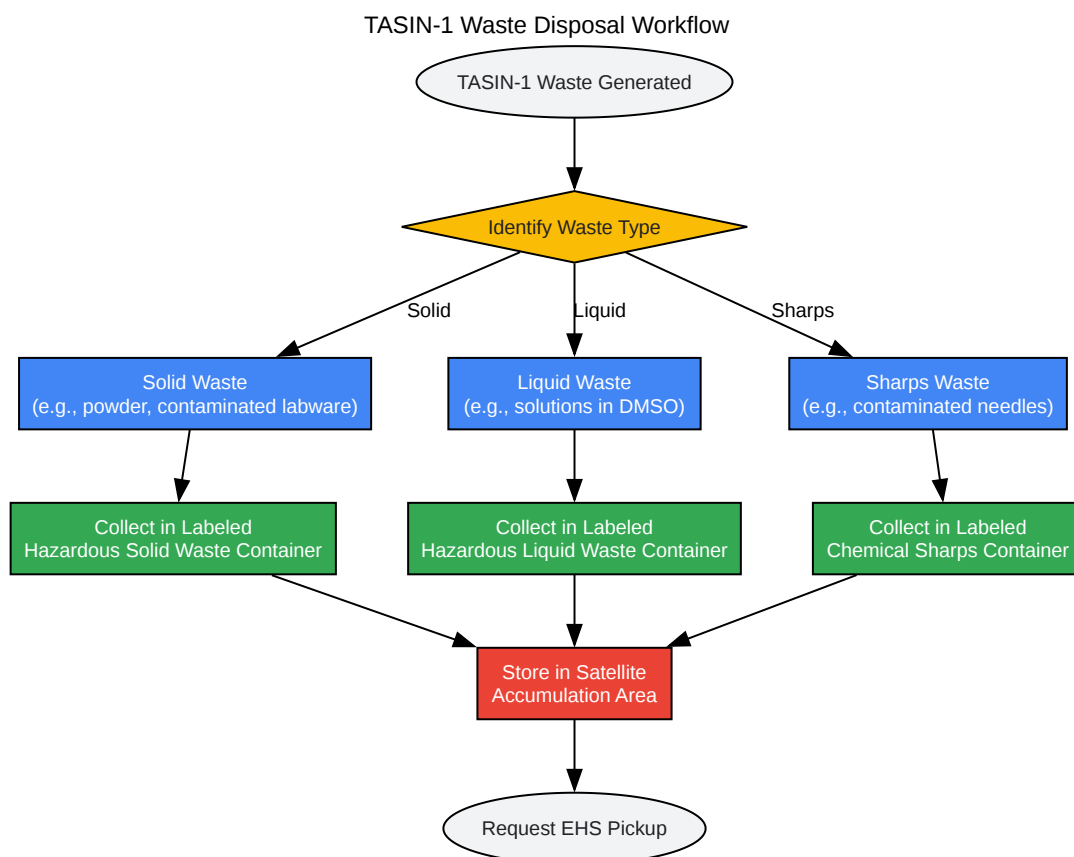 TASIN-1 Waste Disposal Workflow
TASIN-1 Waste Generated
Identify Waste Type
Solid
Liquid
Sharps
Solid Waste
(e.g., powder, contaminated labware)
Liquid Waste
(e.g., solutions in DMSO)
Sharps Waste
(e.g., contaminated needles)
Collect in Labeled
Hazardous Solid Waste Container
Collect in Labeled
Hazardous Liquid Waste Container
Collect in Labeled
Chemical Sharps Container
Store in Satellite
Accumulation Area
Request EHS Pickup